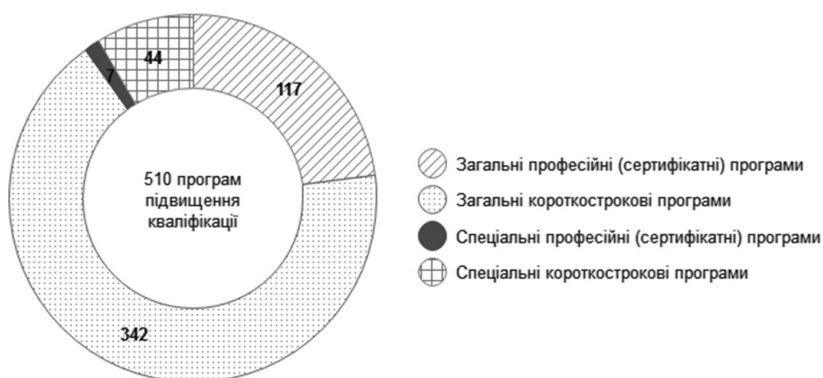 44
7
117
510 програм
підвищення
кваліфікації
342
Загальні професійні (сертифікатні) програми
Загальні короткострокові програми
Спеціальні професійні (сертифікатні) програми
Спеціальні короткострокові програми